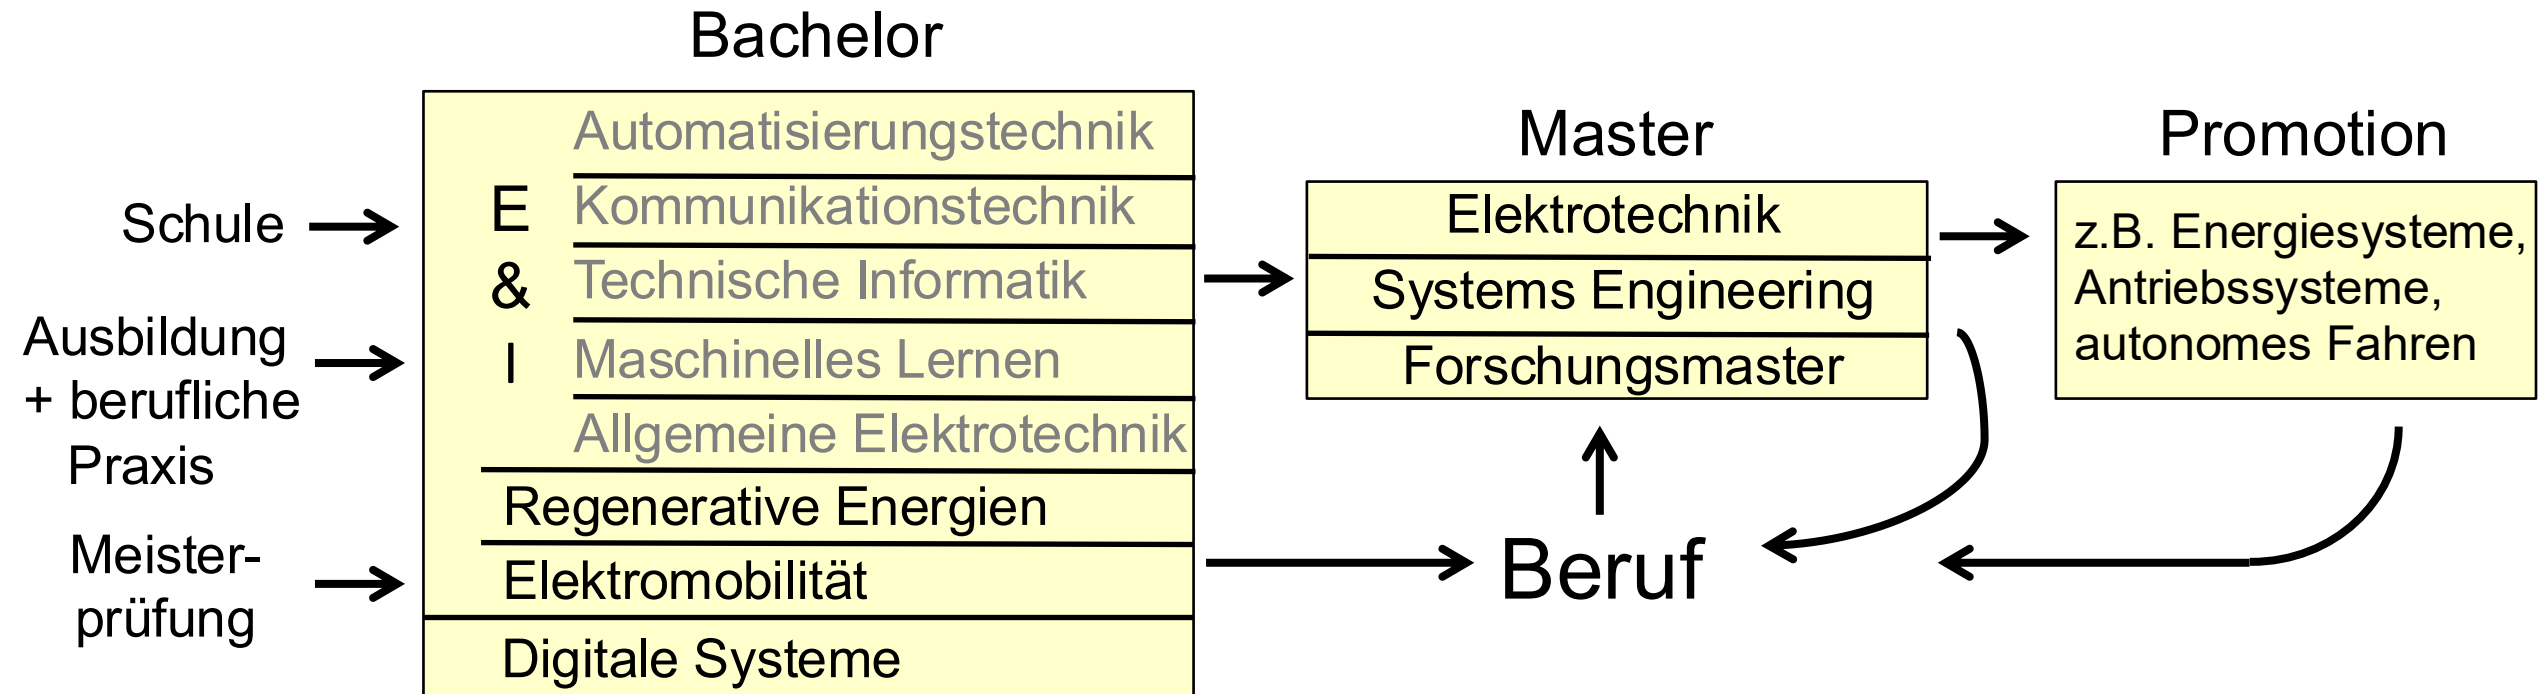 Bachelor
Schule
Ausbildung
+ berufliche
Praxis
Meister-
prüfung
E
&
I
Automatisierungstechnik
Kommunikationstechnik
Technische Informatik
Maschinelles Lernen
Allgemeine Elektrotechnik
Regenerative Energien
Elektromobilität
Digitale Systeme
Master
Elektrotechnik
Systems Engineering
Forschungsmaster
Beruf
Promotion
z.B. Energiesysteme,
Antriebssysteme,
autonomes Fahren